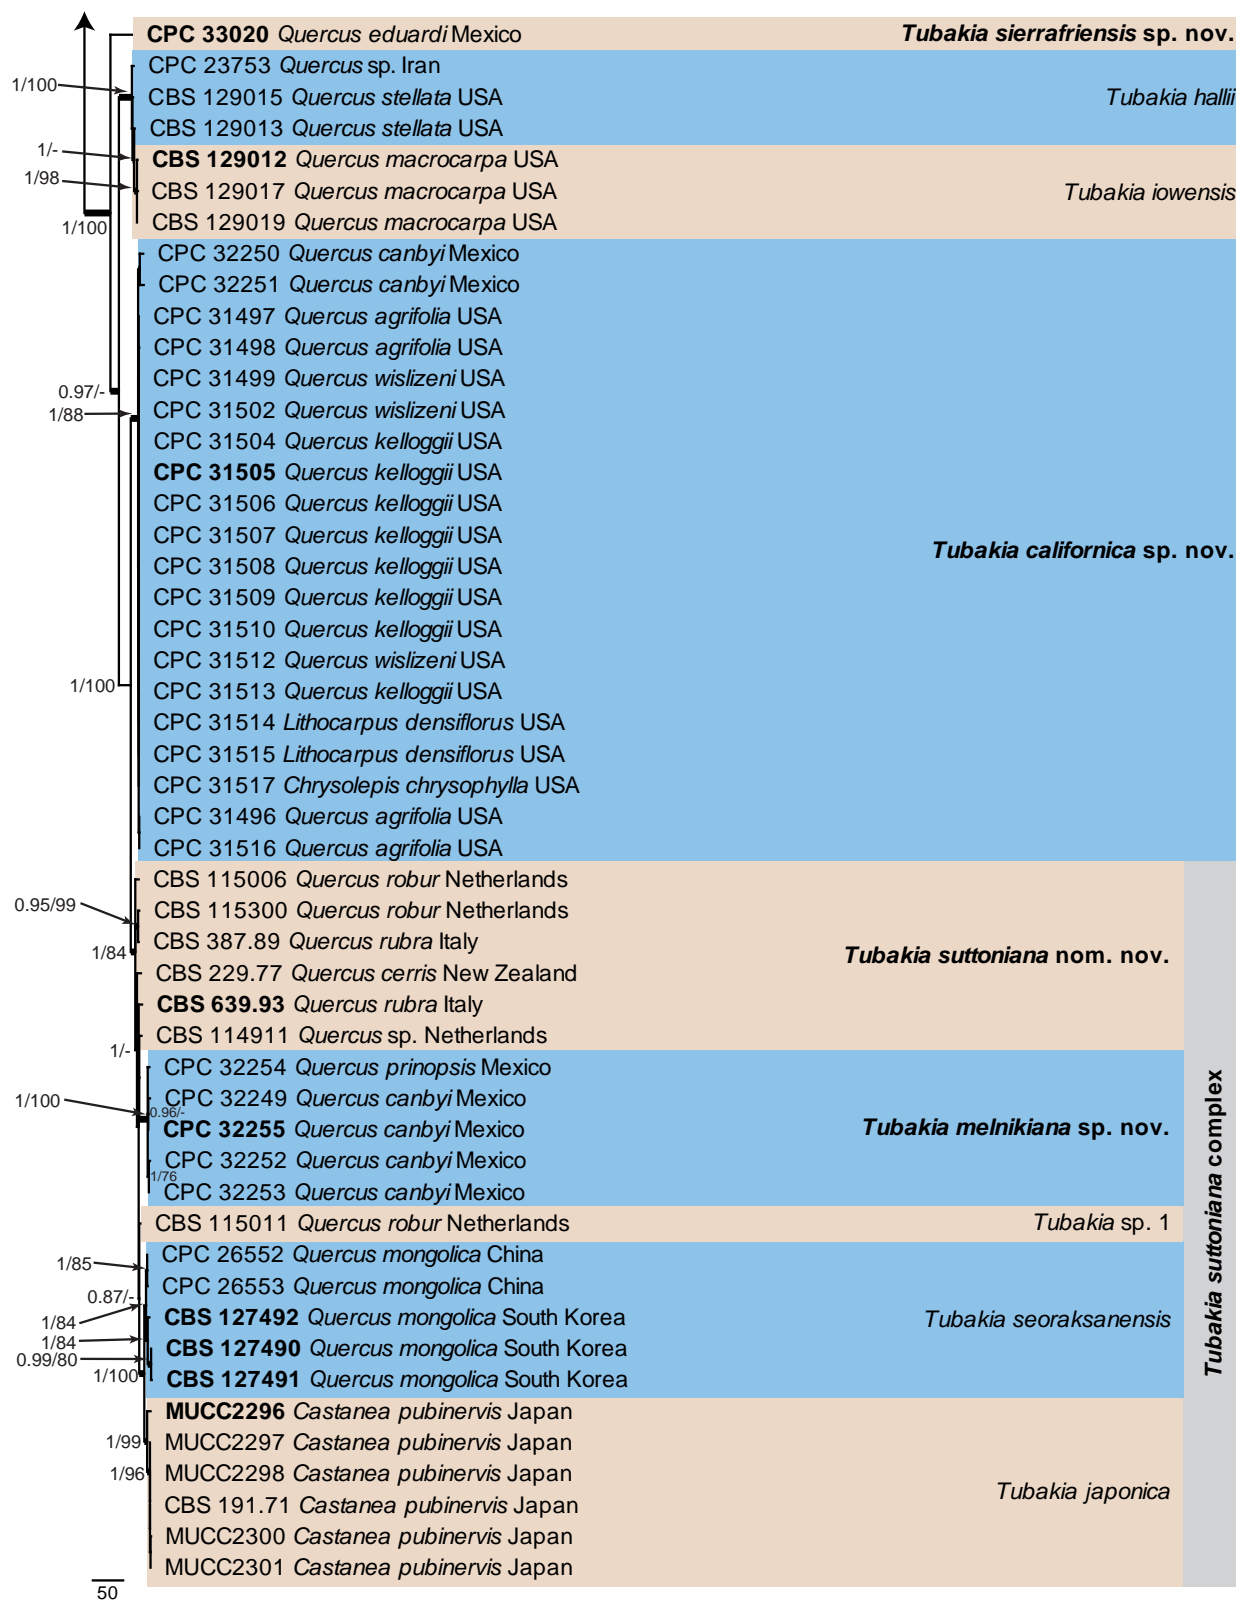 CPC 33020 Quercus eduardi Mexico
Tubakia sierrafriensis sp. nov.
CPC 23753 Quercus sp. Iran
1/100
CBS 129015 Quercus stellata USA
Tubakia hallii
CBS 129013 Quercus stellata USA
1/-
CBS 129012 Quercus macrocarpa USA
1/98
CBS 129017 Quercus macrocarpa USA
Tubakia iowensis
CBS 129019 Quercus macrocarpa USA
1/100
CPC 32250 Quercus canbyi Mexico
CPC 32251 Quercus canbyi Mexico
CPC 31497 Quercus agrifolia USA
CPC 31498 Quercus agrifolia USA
CPC 31499 Quercus wislizeni USA
0.97/-
CPC 31502 Quercus wislizeni USA
1/88
CPC 31504 Quercus kelloggii USA
CPC 31505 Quercus kelloggii USA
CPC 31506 Quercus kelloggii USA
CPC 31507 Quercus kelloggii USA
Tubakia californica sp. nov.
CPC 31508 Quercus kelloggii USA
CPC 31509 Quercus kelloggii USA
CPC 31510 Quercus kelloggii USA
CPC 31512 Quercus wislizeni USA
1/100
CPC 31513 Quercus kelloggii USA
CPC 31514 Lithocarpus densiflorus USA
CPC 31515 Lithocarpus densiflorus USA
CPC 31517 Chrysolepis chrysophylla USA
CPC 31496 Quercus agrifolia USA
CPC 31516 Quercus agrifolia USA
CBS 115006 Quercus robur Netherlands
0.95/99
CBS 115300 Quercus robur Netherlands
CBS 387.89 Quercus rubra Italy
1/84
Tubakia suttoniana nom. nov.
CBS 229.77 Quercus cerris New Zealand
CBS 639.93 Quercus rubra Italy
CBS 114911 Quercus sp. Netherlands
1/-
CPC 32254 Quercus prinopsis Mexico
1/100
CPC 32249 Quercus canbyi Mexico
0.96/-
CPC 32255 Quercus canbyi Mexico
Tubakia melnikiana sp. nov.
CPC 32252 Quercus canbyi Mexico
1/76
CPC 32253 Quercus canbyi Mexico
CBS 115011 Quercus robur Netherlands
Tubakia sp. 1
Tubakia suttoniana complex
CPC 26552 Quercus mongolica China
1/85
CPC 26553 Quercus mongolica China
0.87/-
1/84
CBS 127492 Quercus mongolica South Korea
Tubakia seoraksanensis
1/84
CBS 127490 Quercus mongolica South Korea
0.99/80
1/100
CBS 127491 Quercus mongolica South Korea
MUCC2296 Castanea pubinervis Japan
1/99
MUCC2297 Castanea pubinervis Japan
1/96
MUCC2298 Castanea pubinervis Japan
Tubakia japonica
CBS 191.71 Castanea pubinervis Japan
MUCC2300 Castanea pubinervis Japan
MUCC2301 Castanea pubinervis Japan
50